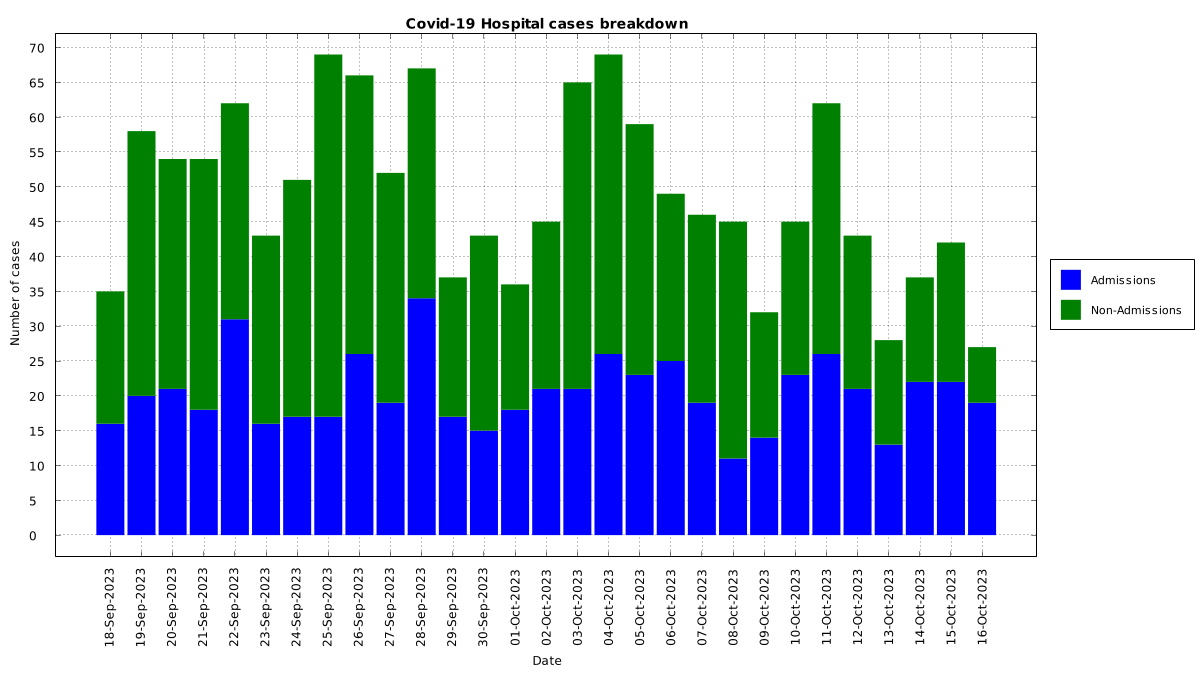 Covid-19 Hospital cases breakdown
70
65
60
55
50
45
40
35
30
25
20
15
10
5
0
Number of cases
Admissions
Non-Admissions
18-Sep-2023
19-Sep-2023
20-Sep-2023
21-Sep-2023
22-Sep-2023
23-Sep-2023
24-Sep-2023
25-Sep-2023
26-Sep-2023
27-Sep-2023
28-Sep-2023
29-Sep-2023
30-Sep-2023
01-Oct-2023
02-Oct-2023
03-Oct-2023
04-Oct-2023
05-Oct-2023
06-Oct-2023
07-Oct-2023
08-Oct-2023
09-Oct-2023
10-Oct-2023
11-Oct-2023
12-Oct-2023
13-Oct-2023
14-Oct-2023
15-Oct-2023
16-Oct-2023
Date